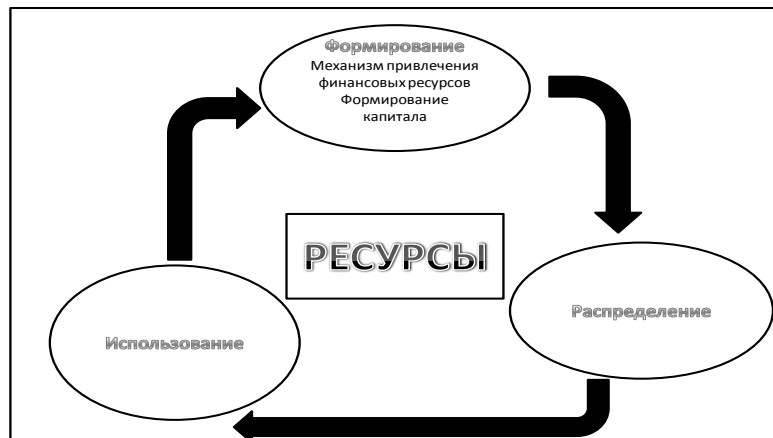 Формирование
Механизм привлечения
финансовых ресурсов
Формирование
капитала
РЕСУРСЫ
Распределение
Использование